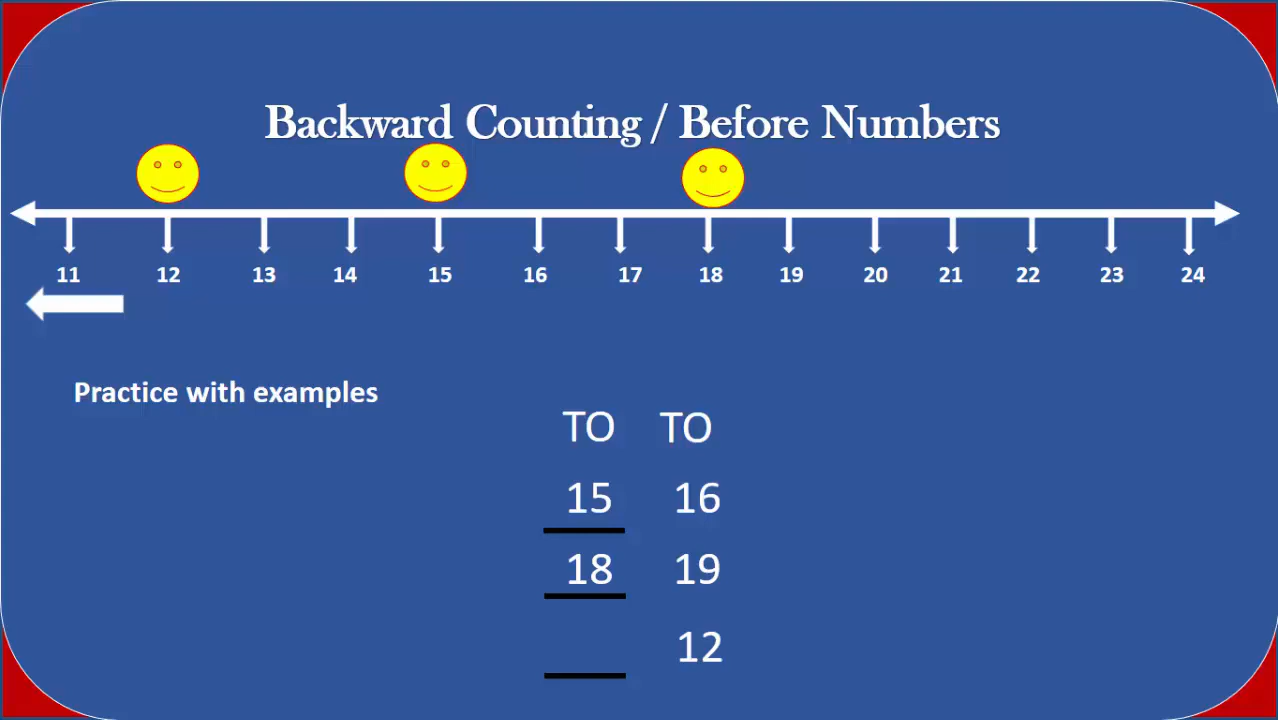 Backward Counting / Before Numbers
11 12 13 14 15 16 17 18 19 20 21 22 23 24
Practice with examples
TO TO
15 16
18 19
12